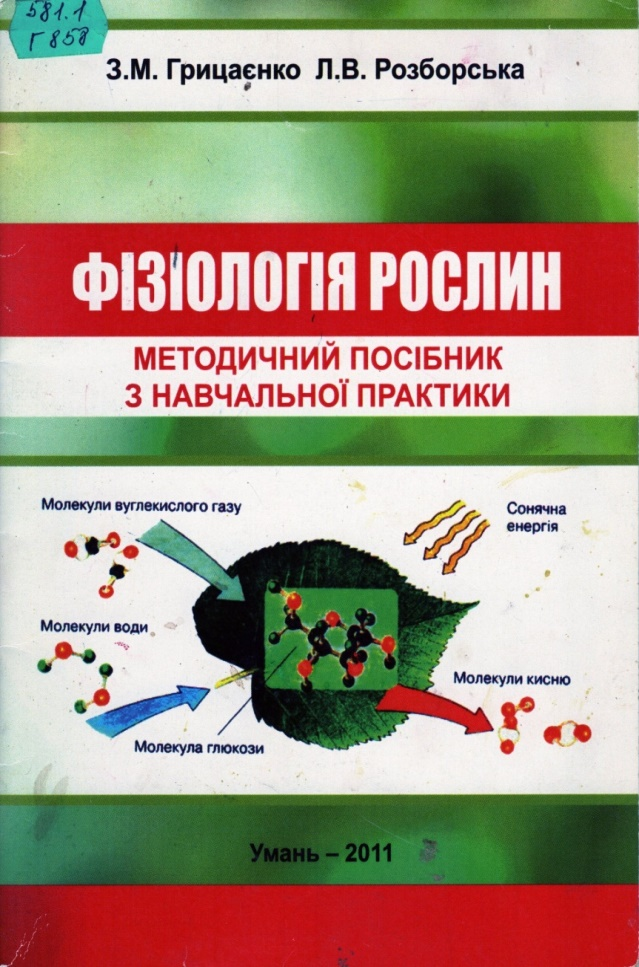 581.1
Г 858
З.М. Грицаєнко Л.В. Розборська
ФІЗІОЛОГІЯ РОСЛИН
МЕТОДИЧНИЙ ПОСІБНИК
З НАВЧАЛЬНОЇ ПРАКТИКИ
Молекули вуглекислого газу
Сонячна
енергія
Молекули води
Молекули кисню
Молекула глюкози
Умань – 2011